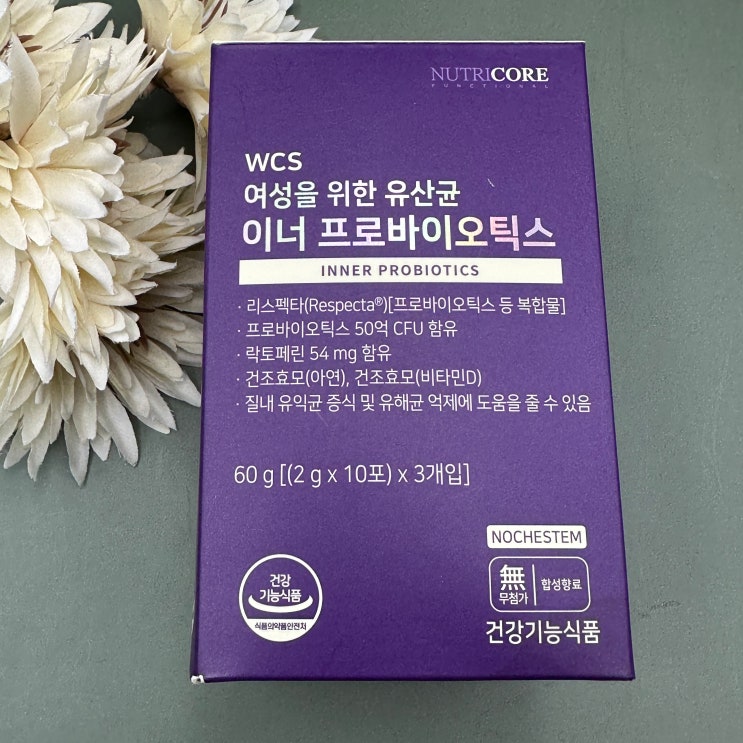 NUTRICORE
FUNCTIONAL
WCS
여성을 위한 유산균
이너 프로바이오틱스
INNER PROBIOTICS
· 리스펙타(Respecta®)[프로바이오틱스 등 복합물]
· 프로바이오틱스 50억 CFU 함유
· 락토페린 54 mg 함유
· 건조효모(아연), 건조효모(비타민D)
· 질내 유익균 증식 및 유해균 억제에 도움을 줄 수 있음
60 g [(2 g x 10포) x 3개입]
NOCHESTEM
無
무첨가
합성향료
건강
기능식품
식품의약품안전처
건강기능식품